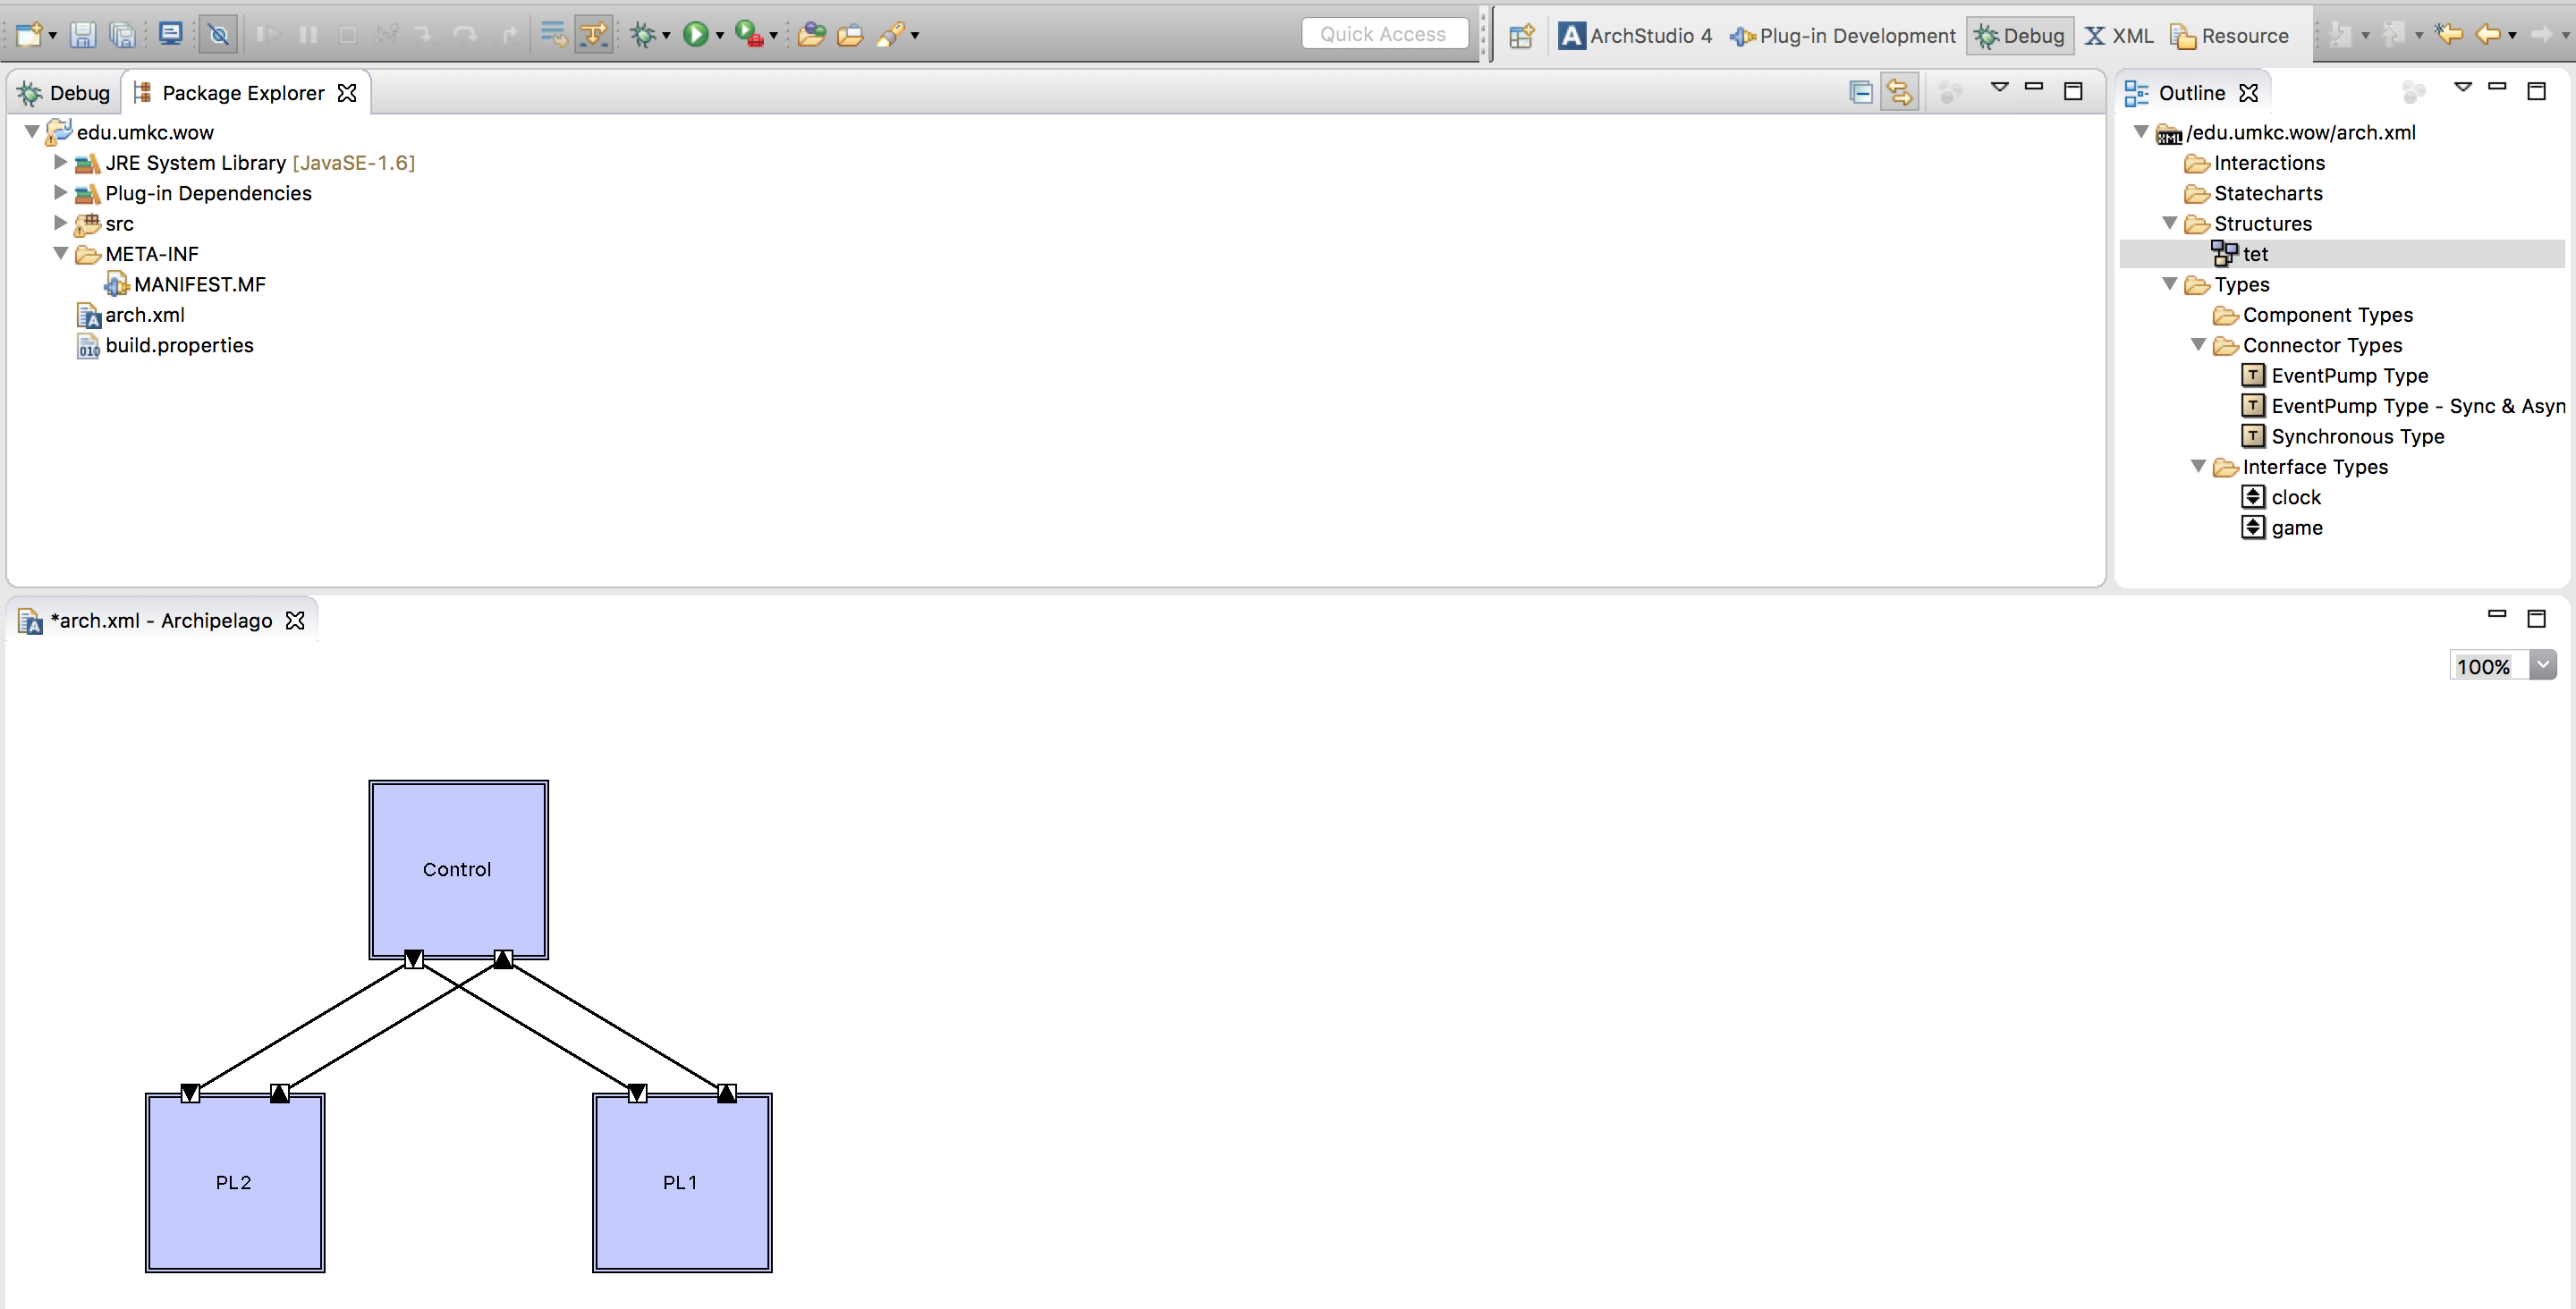 Quick Access
ArchStudio 4
Plug-in Development
Debug
XML
Resource
Debug
Package Explorer
edu.umkc.wow
JRE System Library [JavaSE-1.6]
Plug-in Dependencies
src
META-INF
MANIFEST.MF
arch.xml
build.properties
Outline
/edu.umkc.wow/arch.xml
Interactions
Statecharts
Structures
tet
Types
Component Types
Connector Types
EventPump Type
EventPump Type - Sync & Asyn
Synchronous Type
Interface Types
clock
game
*arch.xml - Archipelago
100%
Control
PL2
PL1